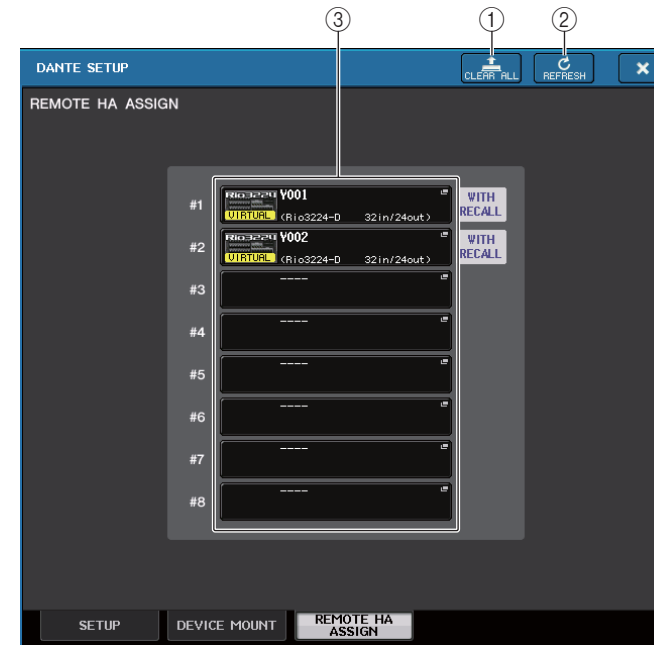 ③ ① ②
DANTE SETUP CLEAR ALL REFRESH
REMOTE HA ASSIGN
#1 Rio3224 VIRTUAL Y001 (Rio3224-D 32in/24out) WITH RECALL
#2 Rio3224 VIRTUAL Y002 (Rio3224-D 32in/24out) WITH RECALL
#3 ----
#4 ----
#5 ----
#6 ----
#7 ----
#8 ----
SETUP DEVICE MOUNT REMOTE HA ASSIGN